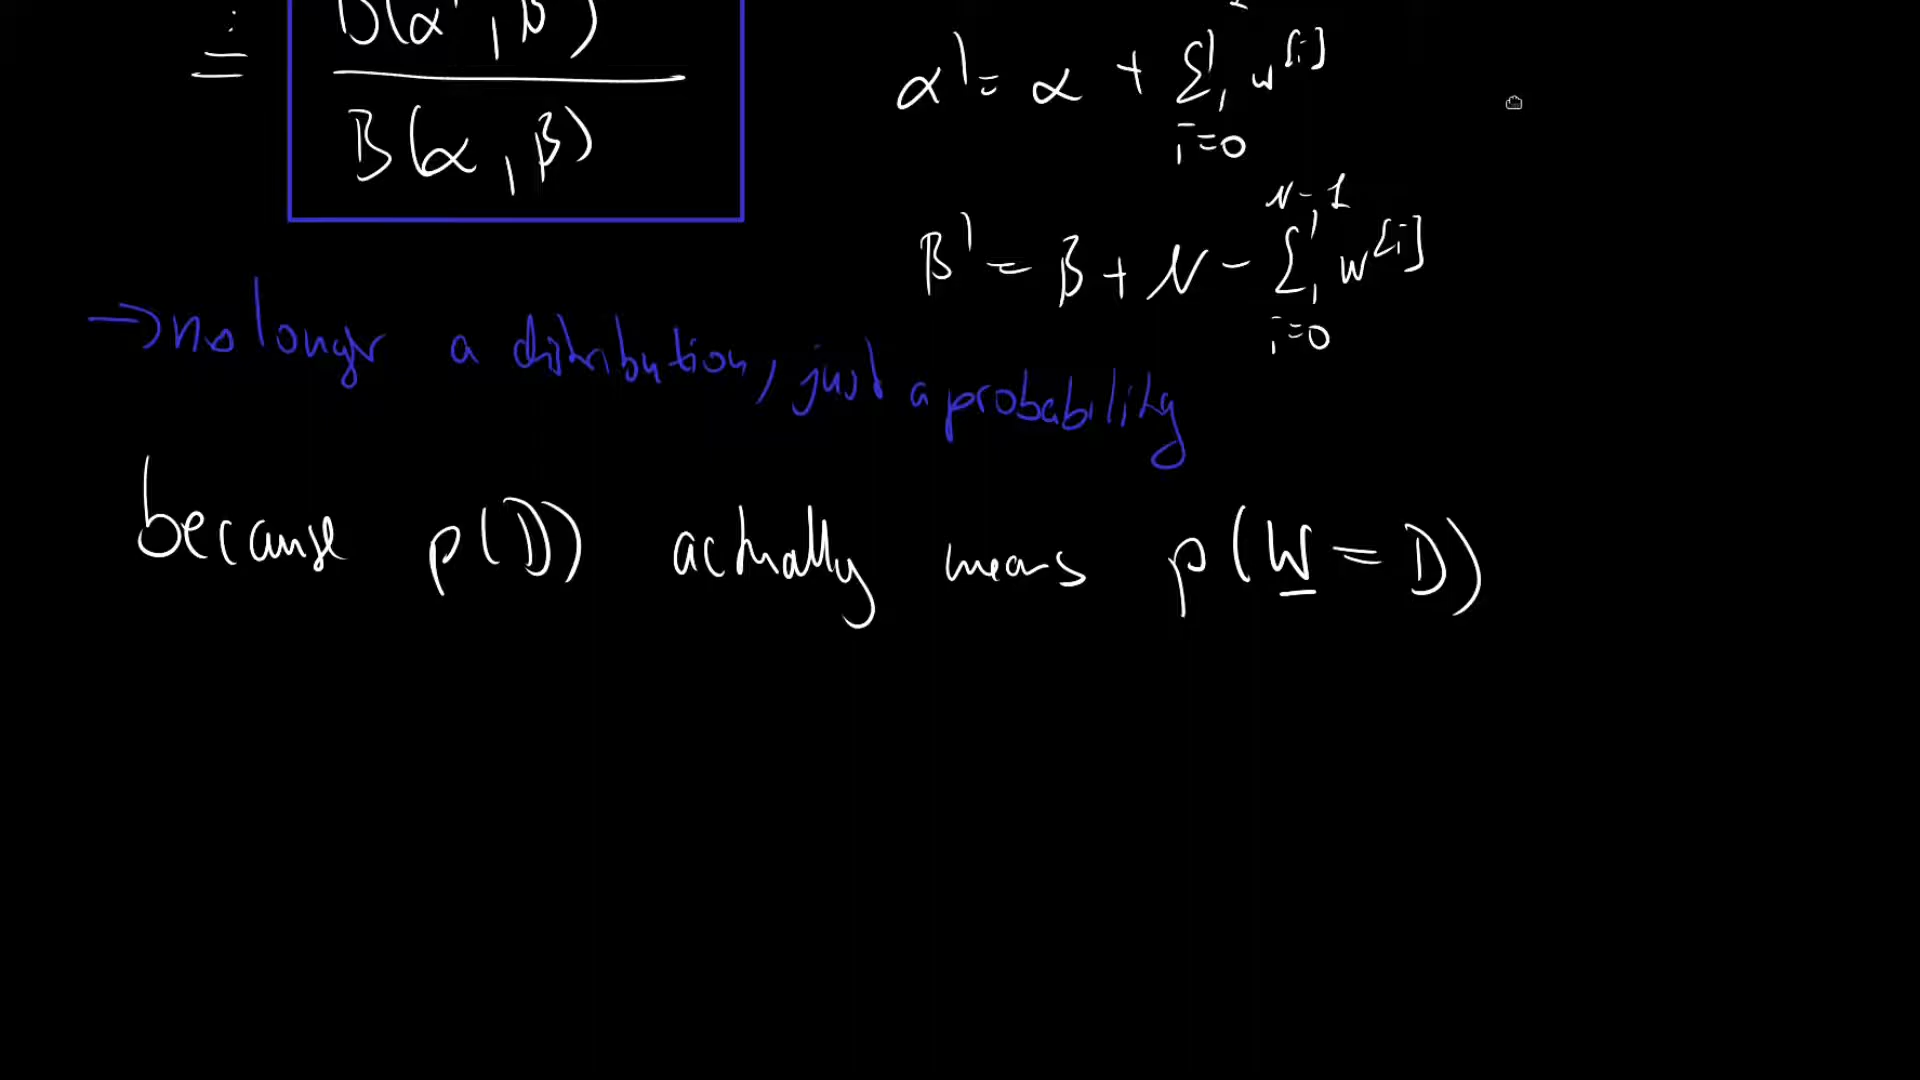 = B(α', β')
B(α, β)
α' = α + Σ w^[i]
i=0
N-1
β' = β + N - Σ w^[i]
i=0
→ no longer a distribution, just a probability
because p(D) actually means p(W = D)